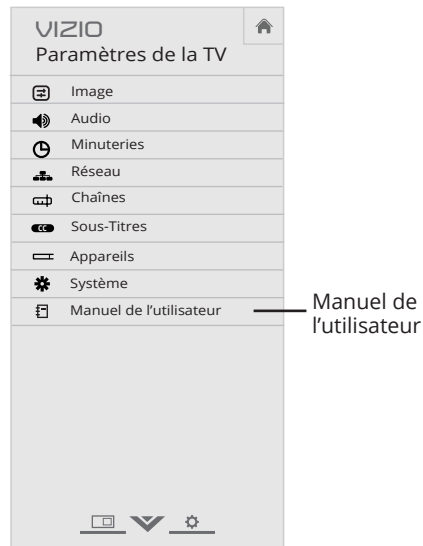 VIZIO
Paramètres de la TV
Image
Audio
Minuteries
Réseau
Chaînes
CC Sous-Titres
Appareils
Système
Manuel de l’utilisateur
Manuel de
l’utilisateur